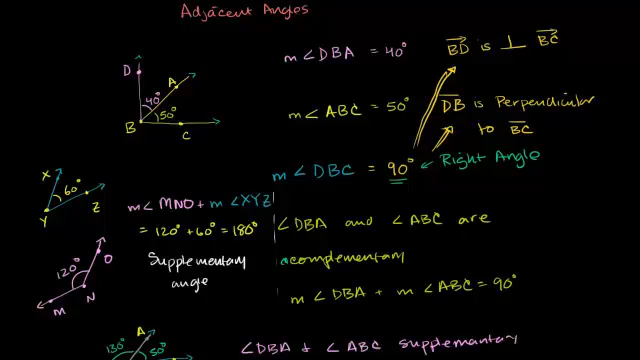 Adjacent Angles
D
A
40°
50°
B
C
m∠DBA = 40°
m∠ABC = 50°
m∠DBC = 90° ← Right Angle
BD is ⊥ BC
DB is Perpendicular
to BC
X
60°
Y
Z
m∠MNO + m∠XYZ
= 120° + 60° = 180°
Supplementary
angle
120°
O
M
N
∠DBA and ∠ABC are
complementary
m∠DBA + m∠ABC = 90°
A
130°
50°
∠DBA + ∠ABC supplementary